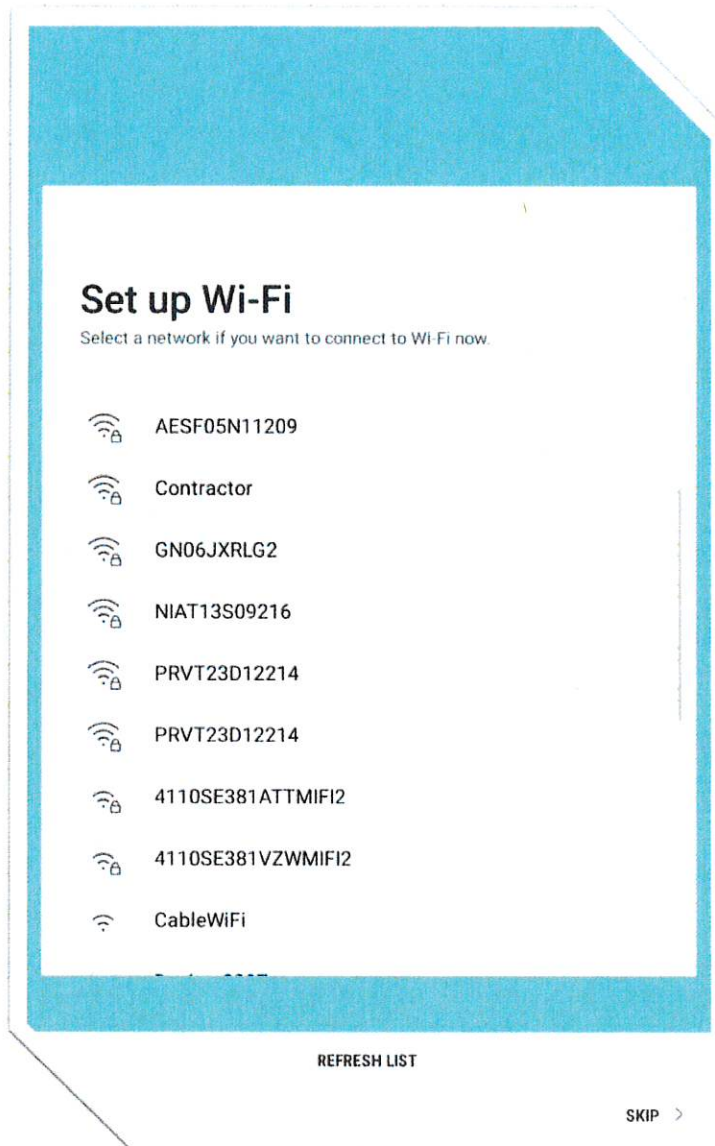 Set up Wi-Fi
Select a network if you want to connect to Wi-Fi now.
AESF05N11209
Contractor
GN06JXRLG2
NIAT13S09216
PRVT23D12214
PRVT23D12214
4110SE381ATTMIFI2
4110SE381VZWMIFI2
CableWiFi
REFRESH LIST
SKIP >